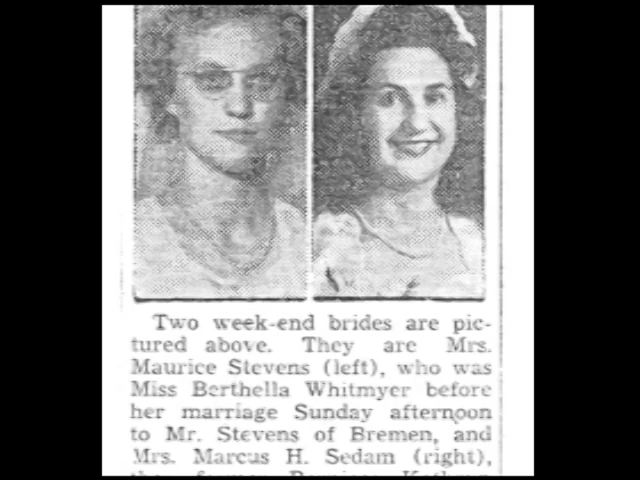 Two week-end brides are pic-
tured above. They are Mrs.
Maurice Stevens (left), who was
Miss Berthella Whitmyer before
her marriage Sunday afternoon
to Mr. Stevens of Bremen, and
Mrs. Marcus H. Sedam (right),